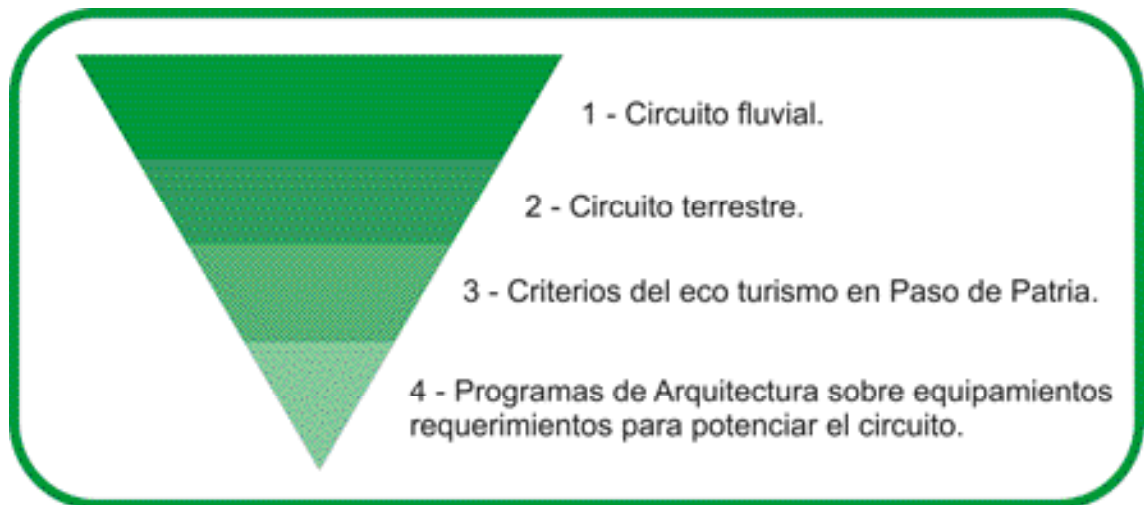 1 - Circuito fluvial.
2 - Circuito terrestre.
3 - Criterios del eco turismo en Paso de Patria.
4 - Programas de Arquitectura sobre equipamientos
requerimientos para potenciar el circuito.